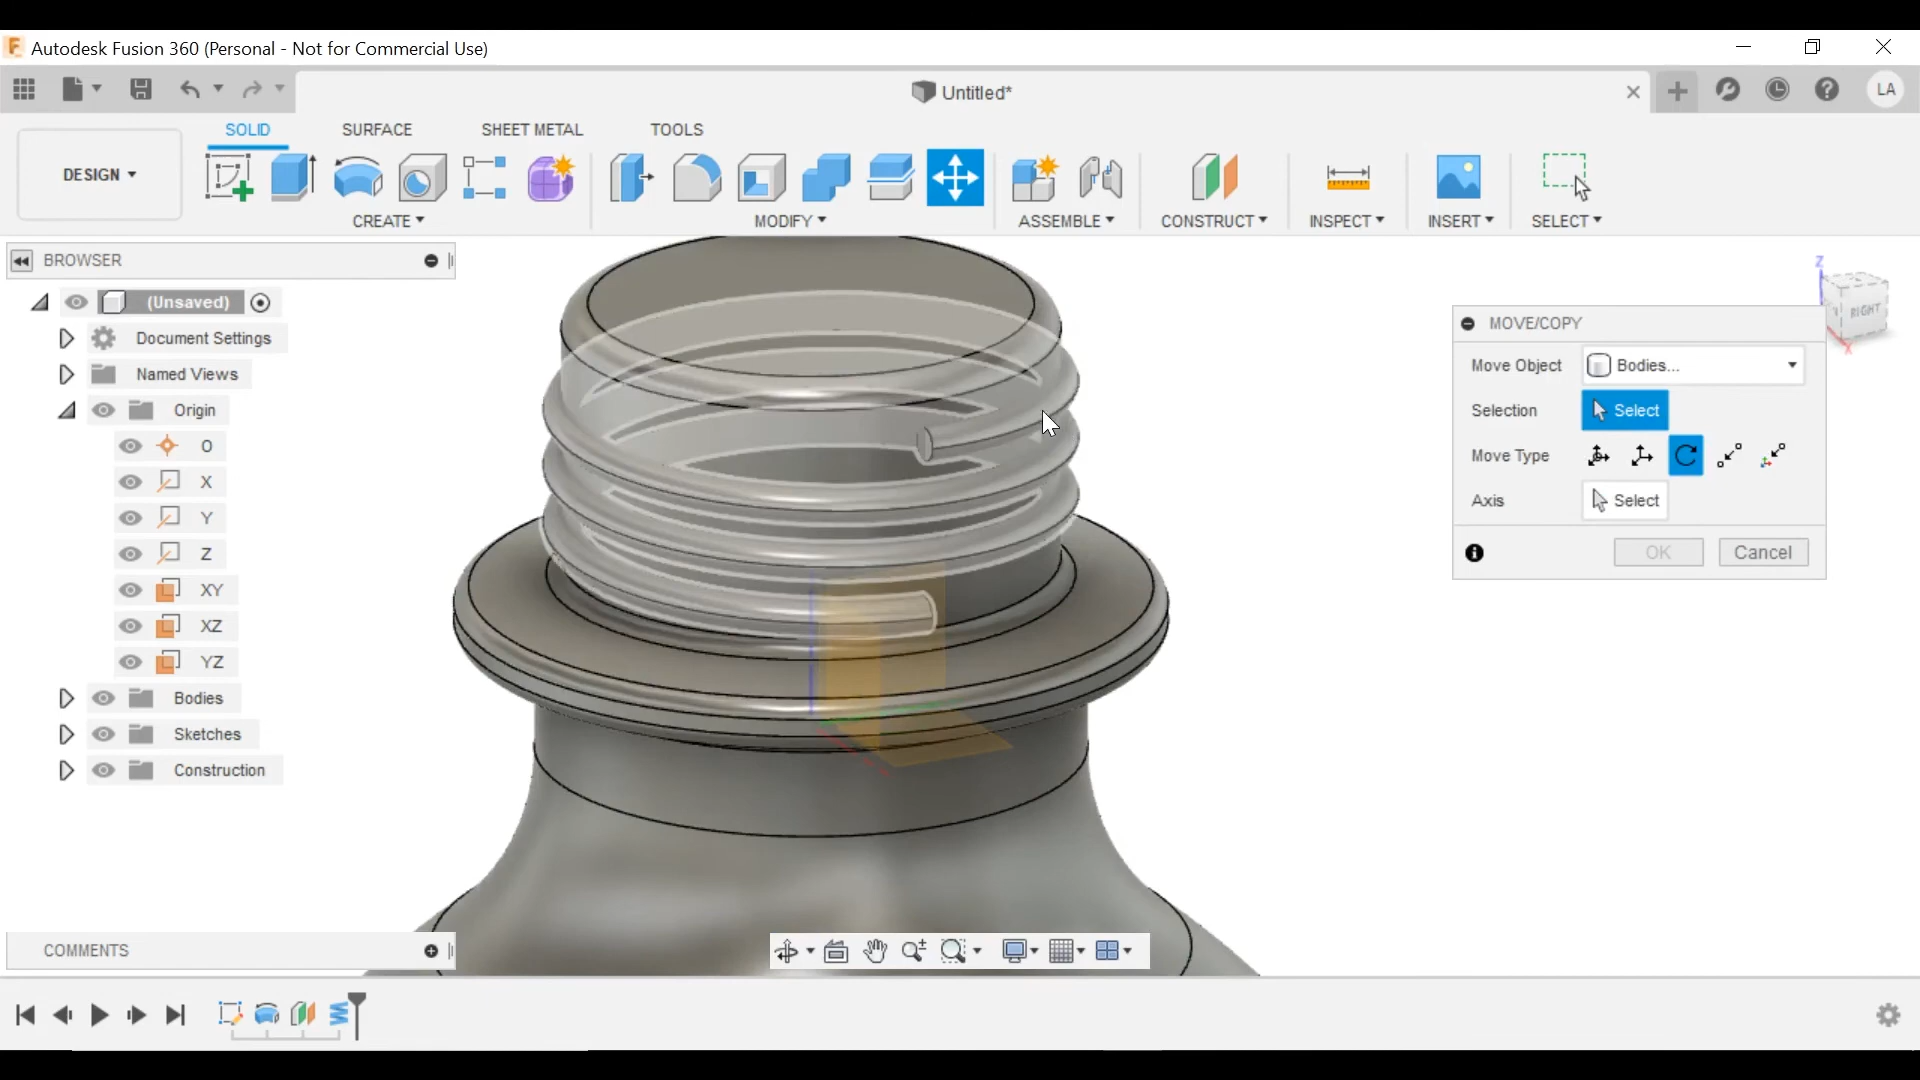 Autodesk Fusion 360 (Personal - Not for Commercial Use)
Untitled*
LA
SOLID SURFACE SHEET METAL TOOLS
DESIGN
CREATE MODIFY ASSEMBLE CONSTRUCT INSPECT INSERT SELECT
BROWSER
(Unsaved)
Document Settings
Named Views
Origin
O
X
Y
Z
XY
XZ
YZ
Bodies
Sketches
Construction
Z
RIGHT
X
MOVE/COPY
Move Object Bodies...
Selection Select
Move Type
Axis Select
OK Cancel
COMMENTS